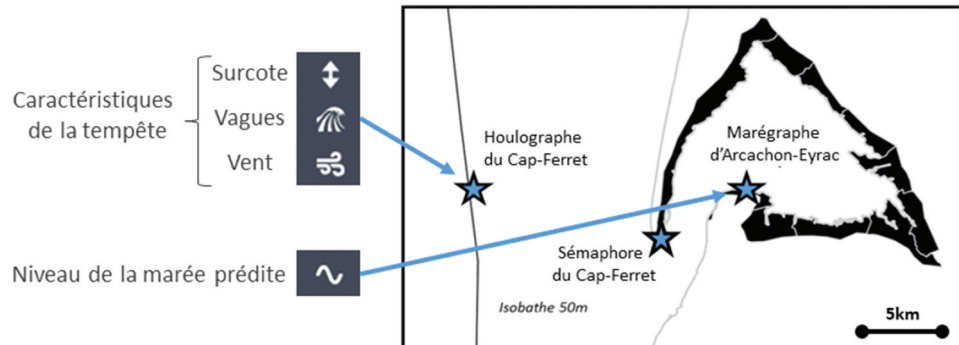 Caractéristiques
de la tempête
Surcote
Vagues
Vent
Niveau de la marée prédite
Houlographe
du Cap-Ferret
Marégraphe
d'Arcachon-Eyrac
Sémaphore
du Cap-Ferret
Isobathe 50m
5km